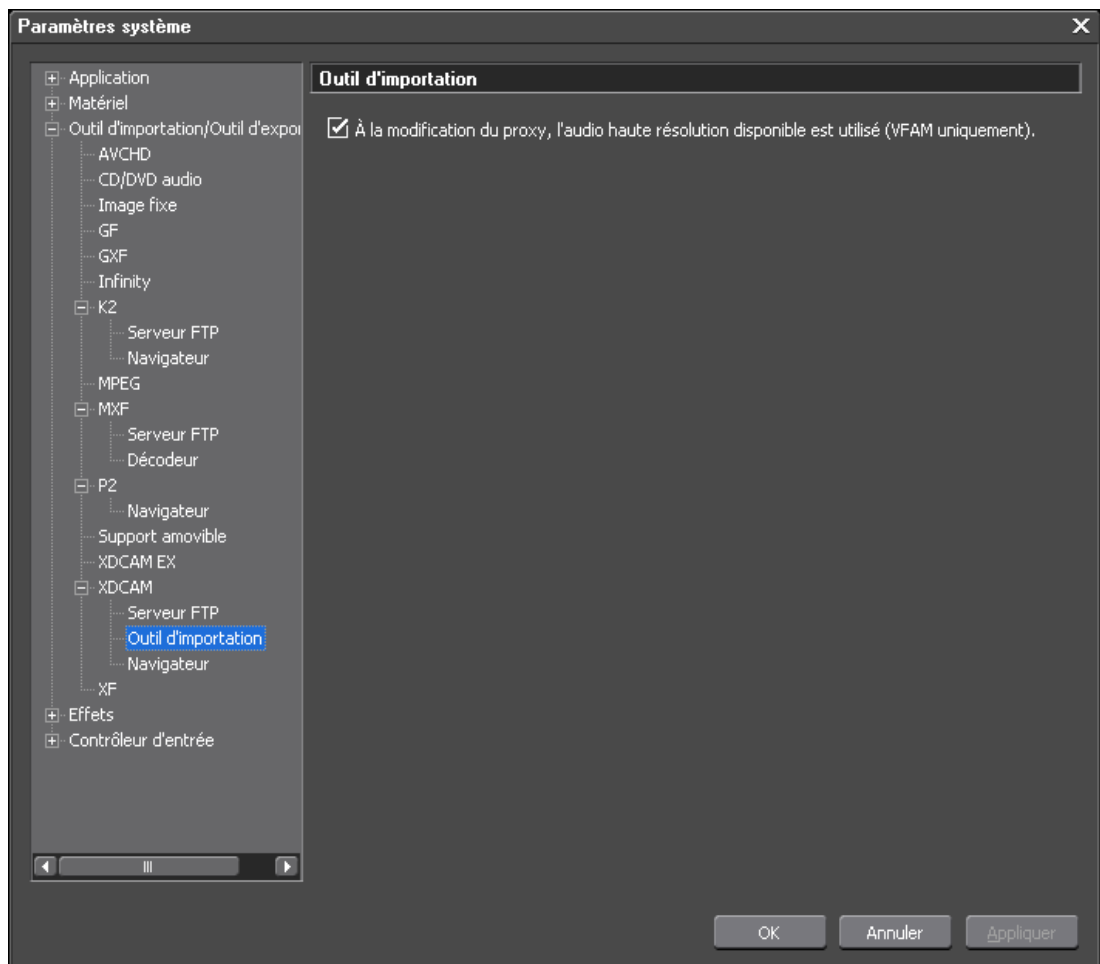 Paramètres système
Application
Matériel
Outil d'importation/Outil d'expor
AVCHD
CD/DVD audio
Image fixe
GF
GXF
Infinity
K2
Serveur FTP
Navigateur
MPEG
MXF
Serveur FTP
Décodeur
P2
Navigateur
Support amovible
XDCAM EX
XDCAM
Serveur FTP
Outil d'importation
Navigateur
XF
Effets
Contrôleur d'entrée
Outil d'importation
À la modification du proxy, l'audio haute résolution disponible est utilisé (VFAM uniquement).
OK
Annuler
Appliquer